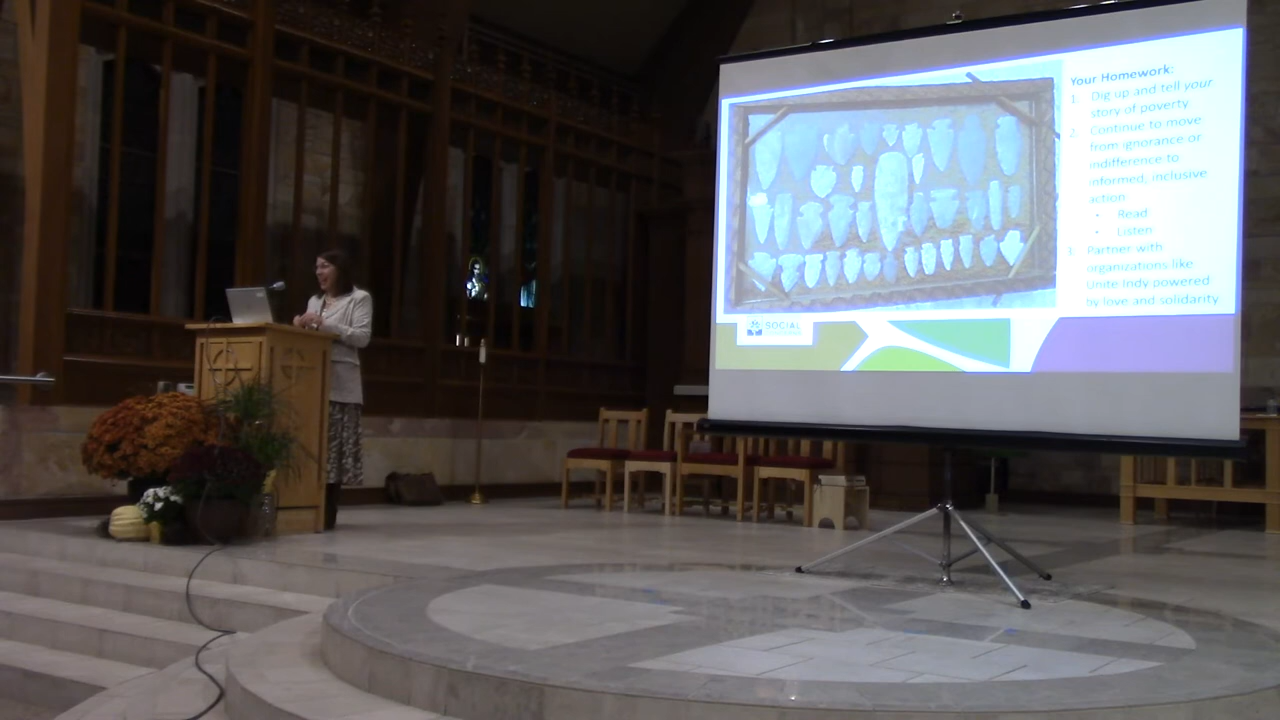 Your Homework:
1. Dig up and tell your
story of poverty
2. Continue to move
from ignorance or
indifference to
informed, inclusive
action
• Read
• Listen
3. Partner with
organizations like
Unite Indy powered
by love and solidarity
SOCIAL